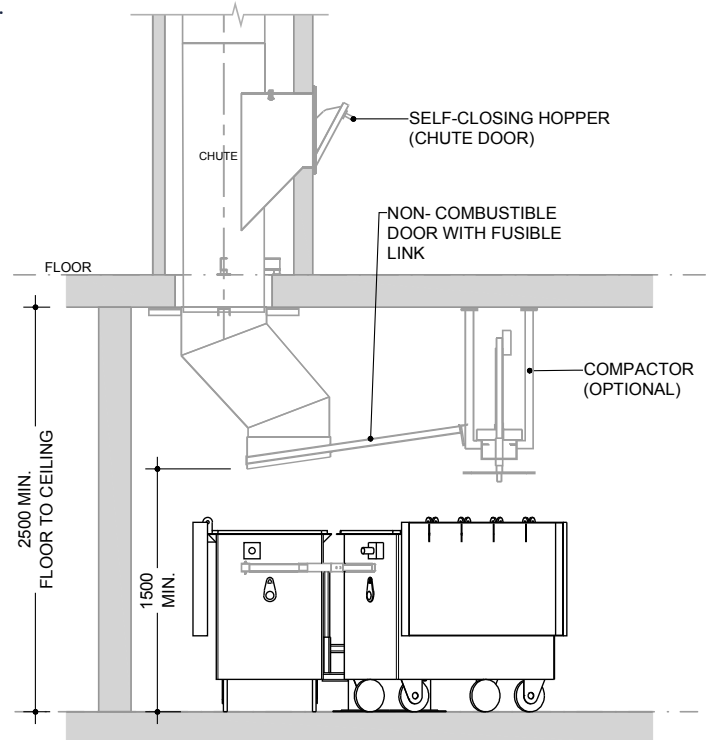 SELF-CLOSING HOPPER
(CHUTE DOOR)
CHUTE
NON- COMBUSTIBLE
DOOR WITH FUSIBLE
LINK
FLOOR
COMPACTOR
(OPTIONAL)
2500 MIN.
FLOOR TO CEILING
1500
MIN.